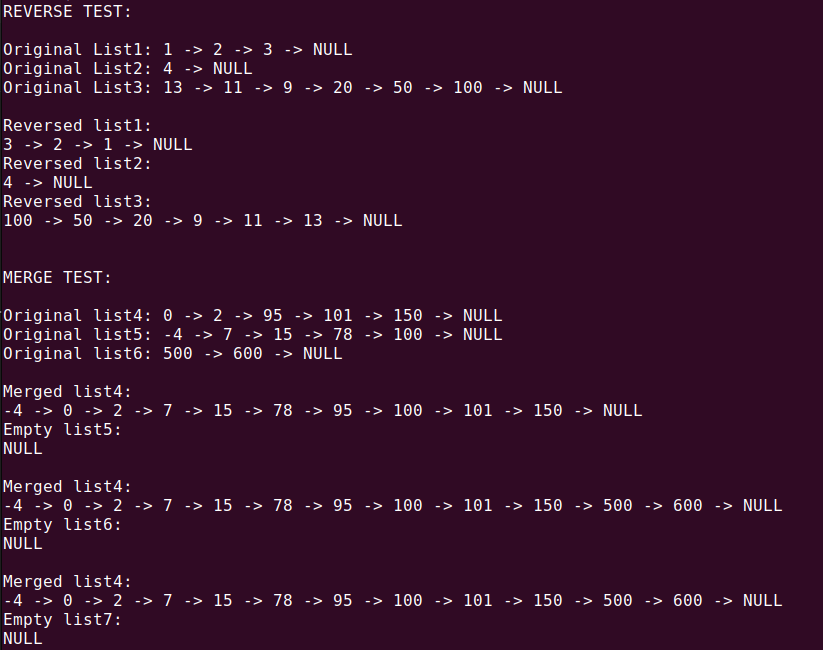 REVERSE TEST:
Original List1: 1 -> 2 -> 3 -> NULL
Original List2: 4 -> NULL
Original List3: 13 -> 11 -> 9 -> 20 -> 50 -> 100 -> NULL
Reversed list1:
3 -> 2 -> 1 -> NULL
Reversed list2:
4 -> NULL
Reversed list3:
100 -> 50 -> 20 -> 9 -> 11 -> 13 -> NULL
MERGE TEST:
Original list4: 0 -> 2 -> 95 -> 101 -> 150 -> NULL
Original list5: -4 -> 7 -> 15 -> 78 -> 100 -> NULL
Original list6: 500 -> 600 -> NULL
Merged list4:
-4 -> 0 -> 2 -> 7 -> 15 -> 78 -> 95 -> 100 -> 101 -> 150 -> NULL
Empty list5:
NULL
Merged list4:
-4 -> 0 -> 2 -> 7 -> 15 -> 78 -> 95 -> 100 -> 101 -> 150 -> 500 -> 600 -> NULL
Empty list6:
NULL
Merged list4:
-4 -> 0 -> 2 -> 7 -> 15 -> 78 -> 95 -> 100 -> 101 -> 150 -> 500 -> 600 -> NULL
Empty list7:
NULL